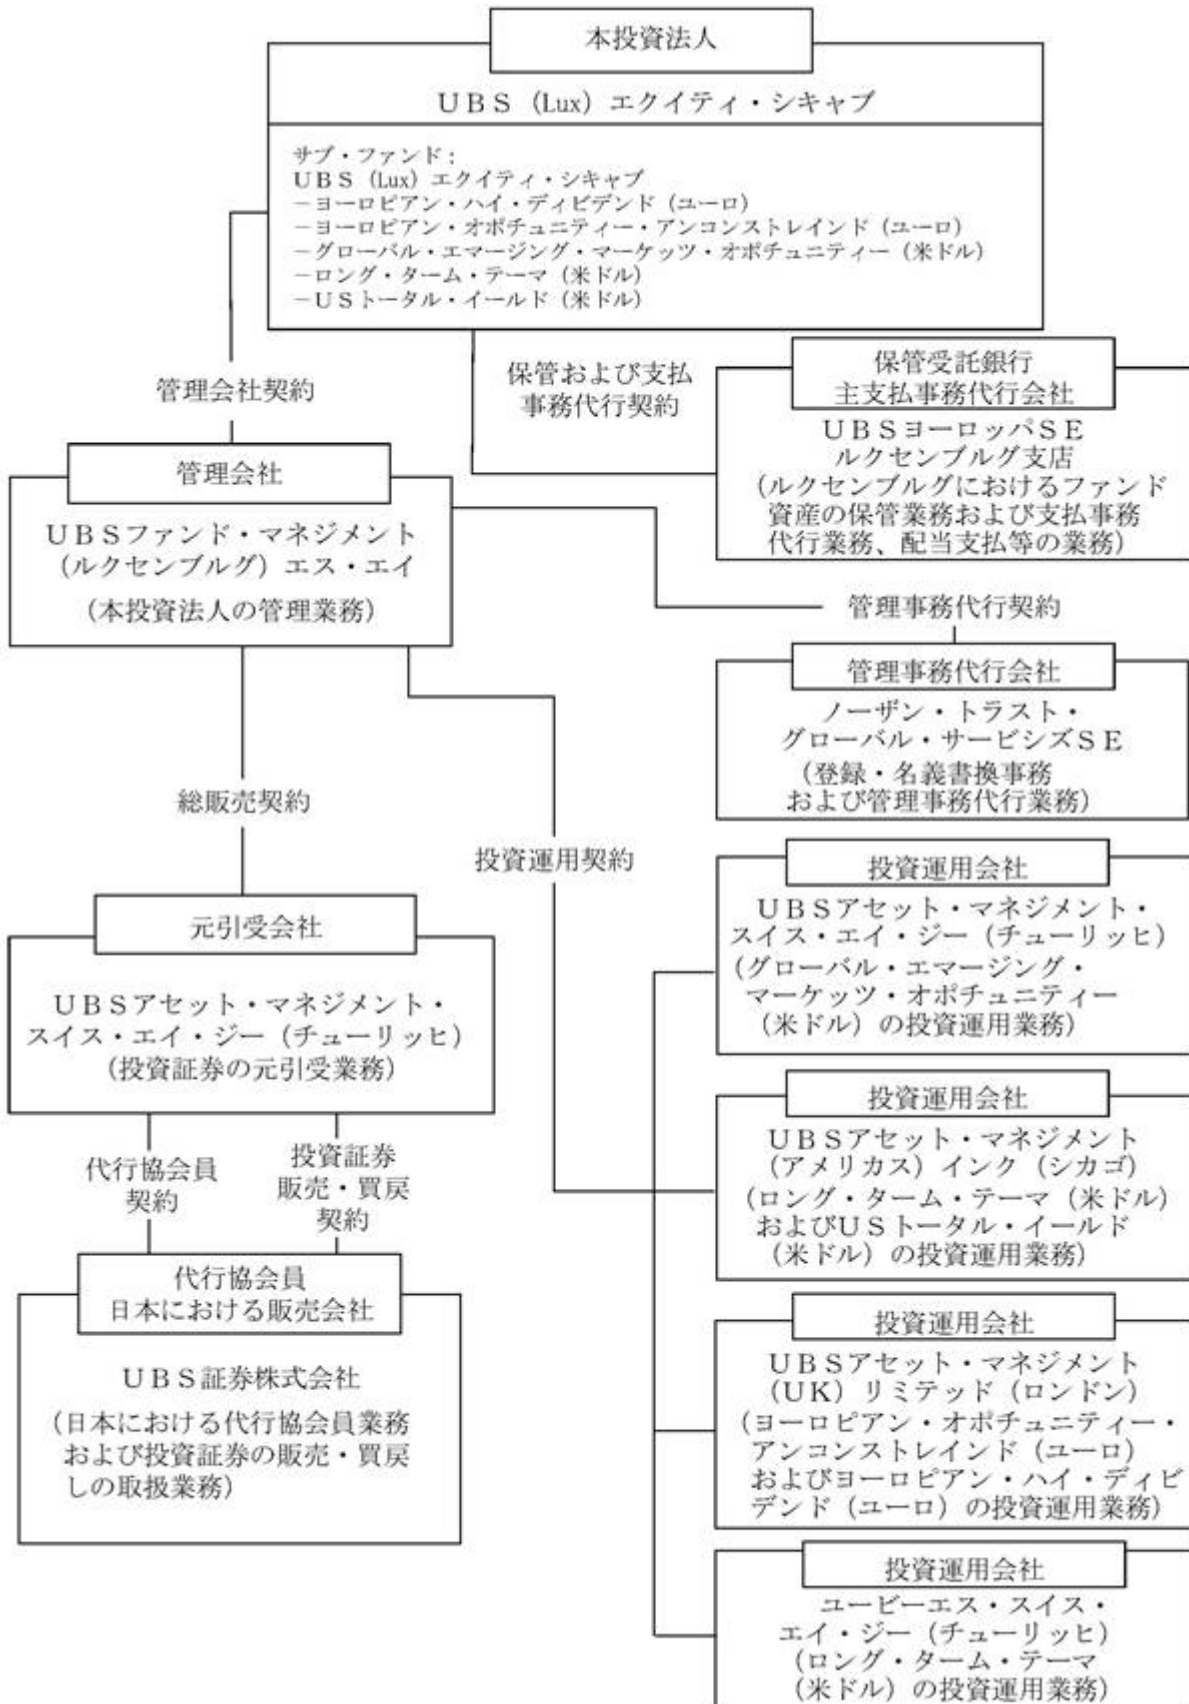 本投資法人
ＵＢＳ（Lux）エクイティ・シキャブ
サブ・ファンド：
ＵＢＳ（Lux）エクイティ・シキャブ
－ヨーロピアン・ハイ・ディビデンド（ユーロ）
－ヨーロピアン・オポチュニティー・アンコンストレインド（ユーロ）
－グローバル・エマージング・マーケッツ・オポチュニティー（米ドル）
－ロング・ターム・テーマ（米ドル）
－ＵＳトータル・イールド（米ドル）
管理会社契約
保管および支払
事務代行契約
保管受託銀行
主支払事務代行会社
ＵＢＳヨーロッパＳＥ
ルクセンブルグ支店
（ルクセンブルグにおけるファンド
資産の保管業務および支払事務
代行業務、配当支払等の業務）
管理会社
ＵＢＳファンド・マネジメント
（ルクセンブルグ）エス・エイ
（本投資法人の管理業務）
管理事務代行契約
管理事務代行会社
ノーザン・トラスト・
グローバル・サービシズＳＥ
（登録・名義書換事務
および管理事務代行業務）
総販売契約
投資運用契約
元引受会社
ＵＢＳアセット・マネジメント・
スイス・エイ・ジー（チューリッヒ）
（投資証券の元引受業務）
投資運用会社
ＵＢＳアセット・マネジメント・
スイス・エイ・ジー（チューリッヒ）
（グローバル・エマージング・
マーケッツ・オポチュニティー
（米ドル）の投資運用業務）
代行協会員
契約
投資証券
販売・買戻
契約
投資運用会社
ＵＢＳアセット・マネジメント
（アメリカス）インク（シカゴ）
（ロング・ターム・テーマ（米ドル）
およびＵＳトータル・イールド
（米ドル）の投資運用業務）
代行協会員
日本における販売会社
ＵＢＳ証券株式会社
（日本における代行協会員業務
および投資証券の販売・買戻
しの取扱業務）
投資運用会社
ＵＢＳアセット・マネジメント
（ＵＫ）リミテッド（ロンドン）
（ヨーロピアン・オポチュニティー・
アンコンストレインド（ユーロ）
およびヨーロピアン・ハイ・ディビ
デンド（ユーロ）の投資運用業務）
投資運用会社
ユービーエス・スイス・
エイ・ジー（チューリッヒ）
（ロング・ターム・テーマ
（米ドル）の投資運用業務）